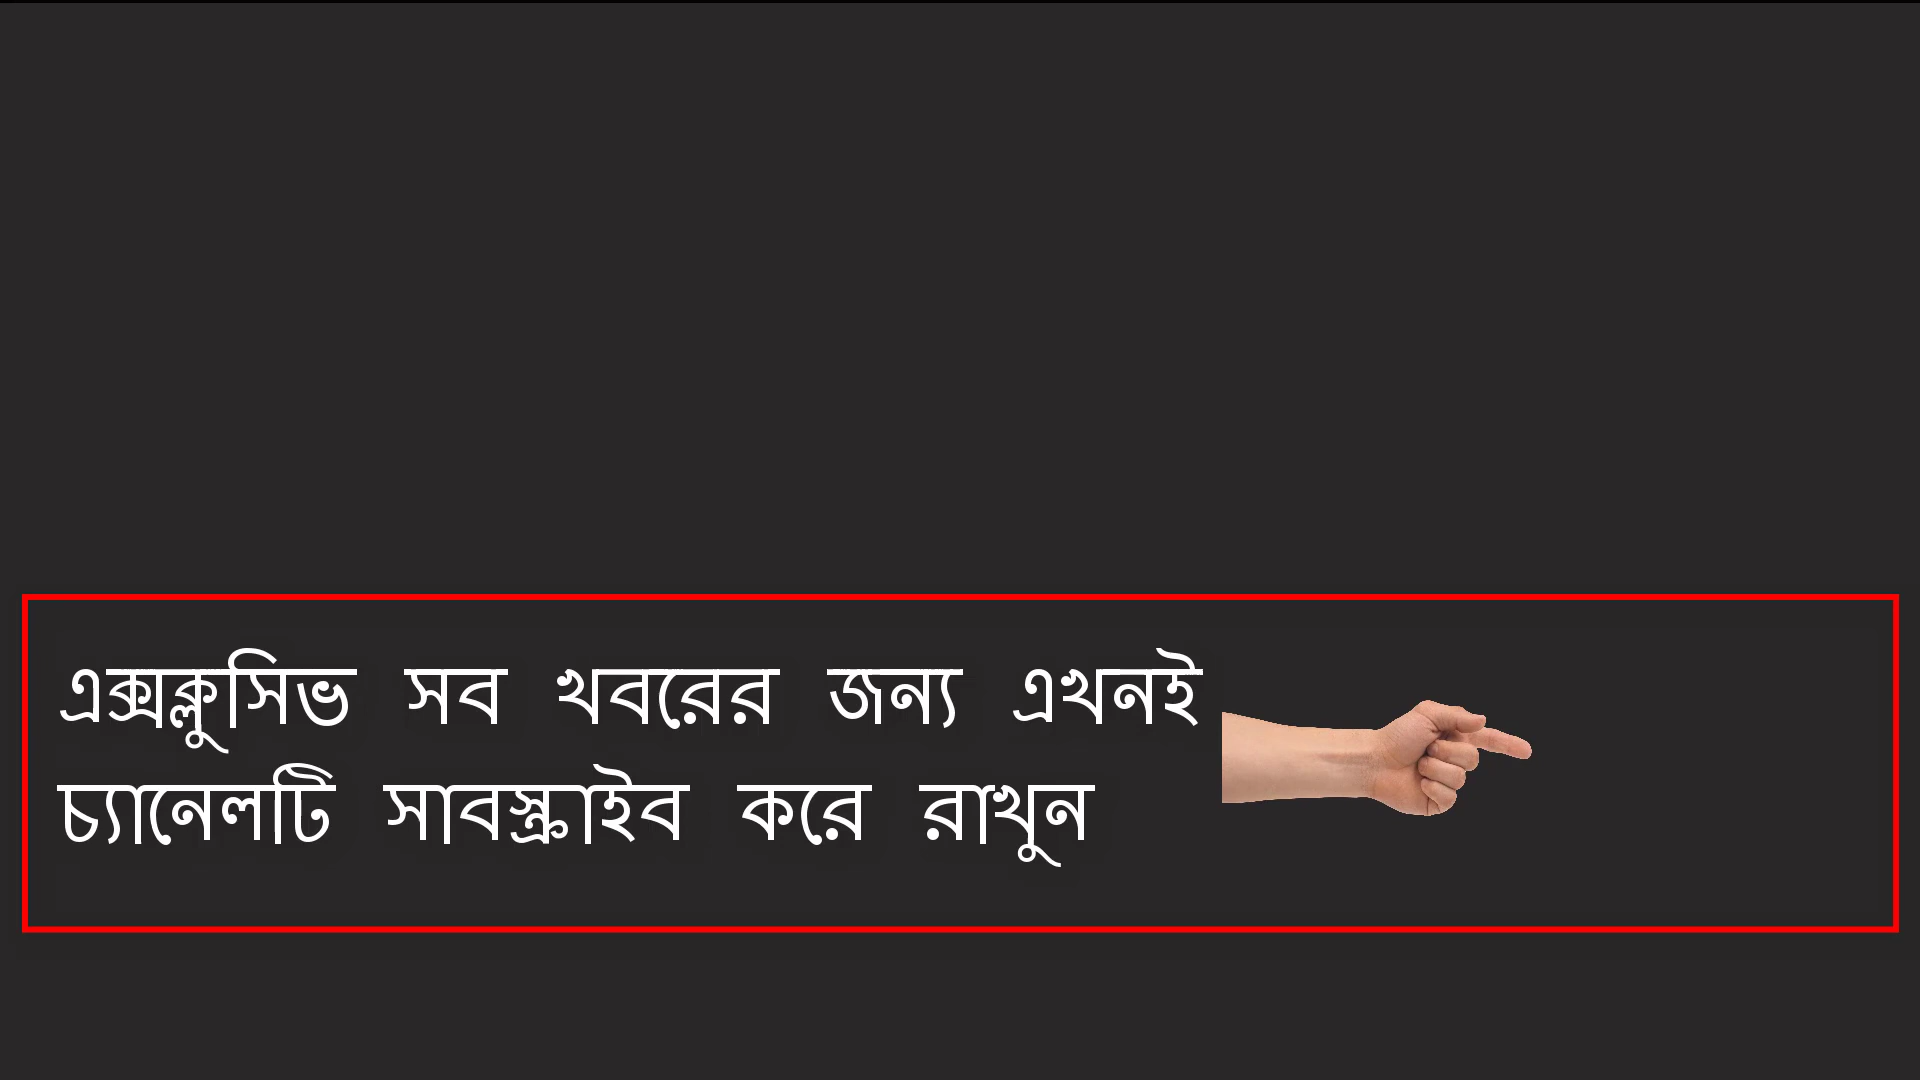 এক্সক্লুসিভ সব খবরের জন্য এখনই
চ্যানেলটি সাবস্ক্রাইব করে রাখুন